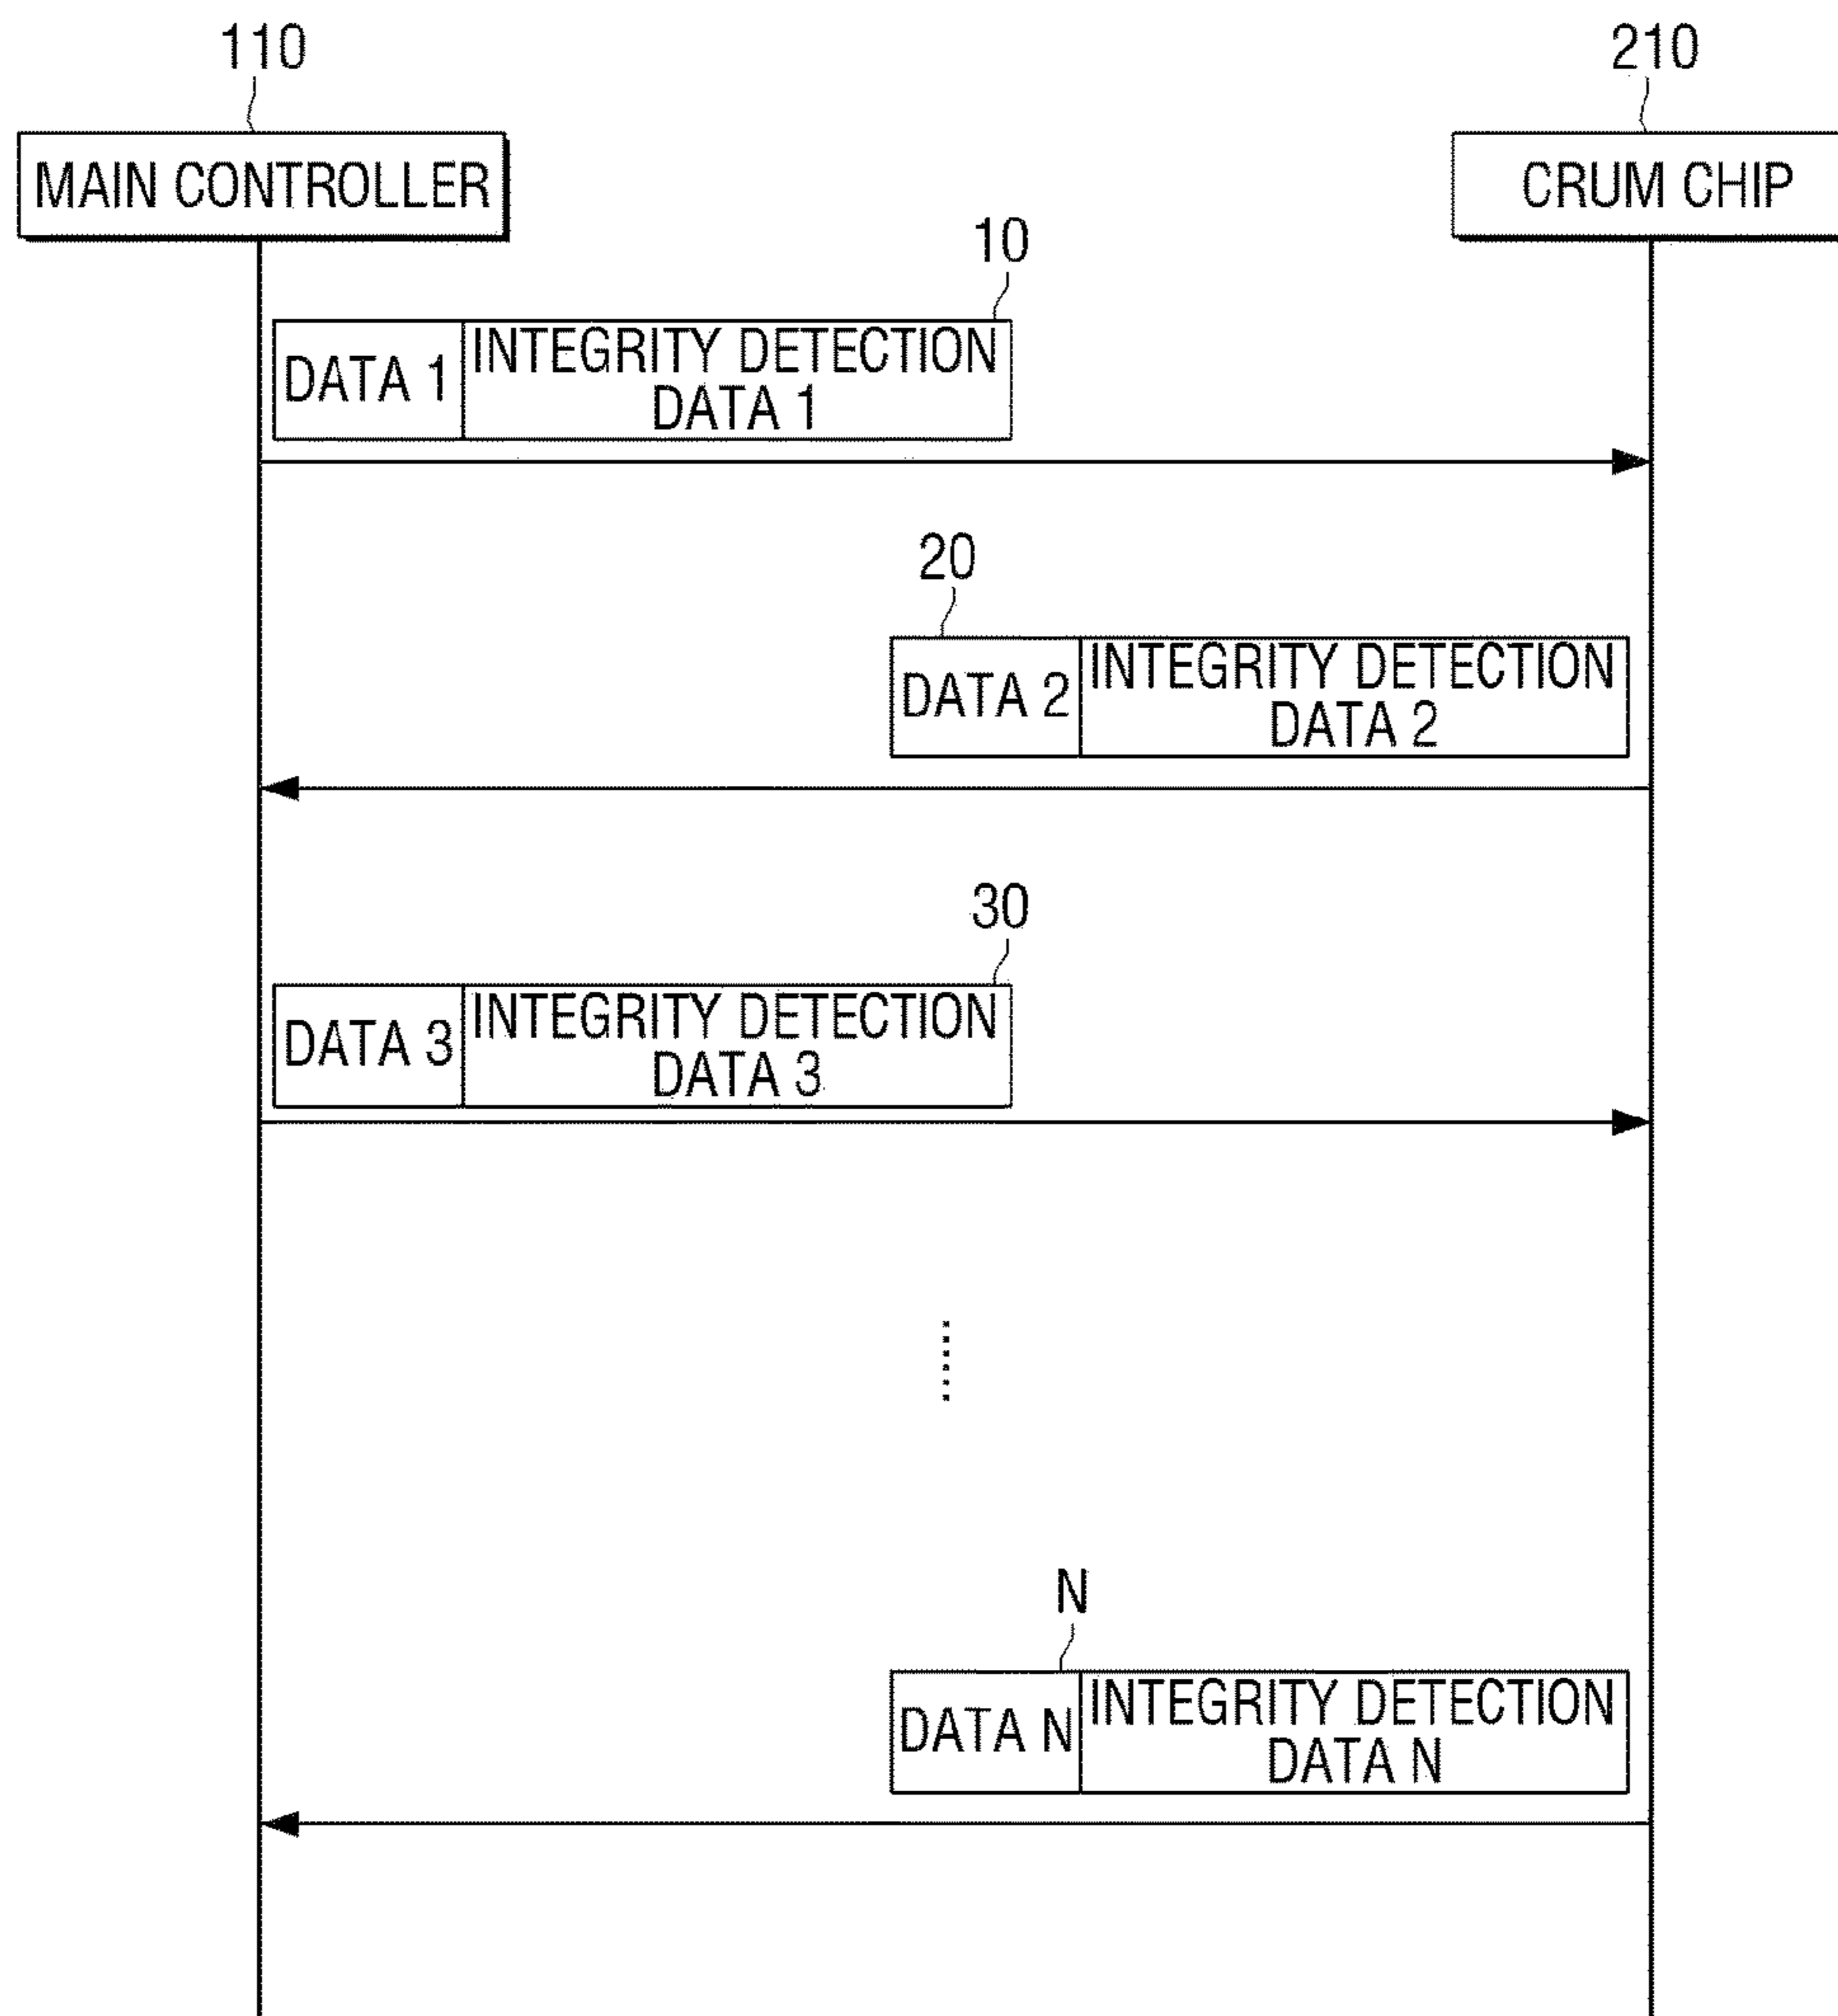 110
210
MAIN CONTROLLER
CRUM CHIP
10
DATA 1
INTEGRITY DETECTION
DATA 1
20
DATA 2
INTEGRITY DETECTION
DATA 2
30
DATA 3
INTEGRITY DETECTION
DATA 3
N
DATA N
INTEGRITY DETECTION
DATA N